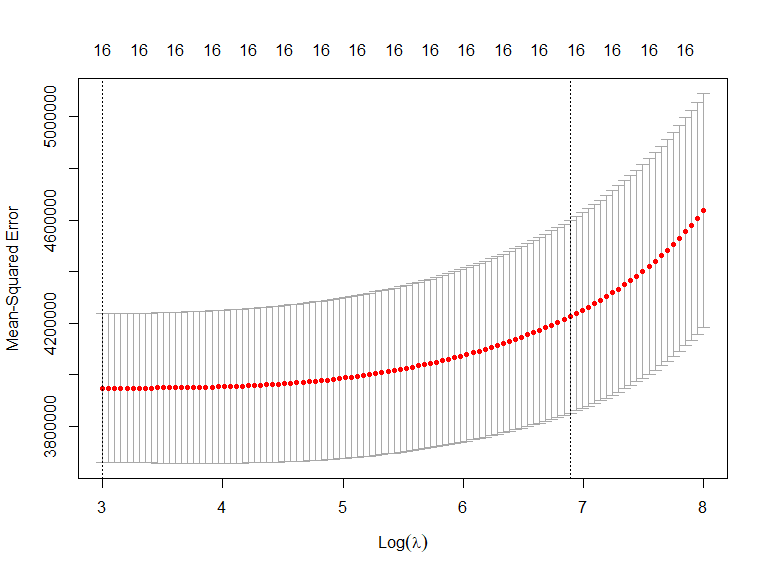 16 16 16 16 16 16 16 16 16 16 16 16 16 16 16 16 16
Mean-Squared Error
5000000
4600000
4200000
3800000
3 4 5 6 7 8
Log(λ)